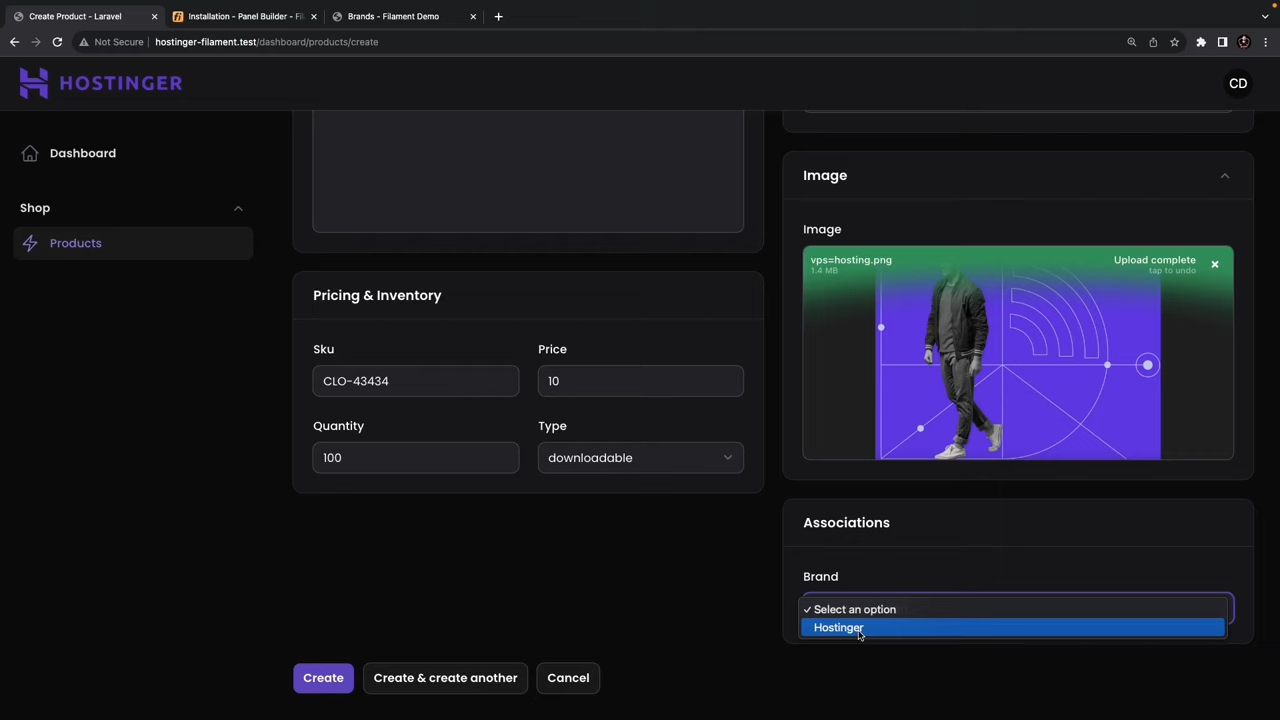 Create Product - Laravel
Installation - Panel Builder - Fi
Brands - Filament Demo
Not Secure
hostinger-filament.test/dashboard/products/create
HOSTINGER
CD
Dashboard
Shop
Products
Pricing & Inventory
Sku
Price
CLO-43434
10
Quantity
Type
100
downloadable
Image
Image
vps=hosting.png
1.4 MB
Upload complete
tap to undo
Associations
Brand
✓ Select an option
Hostinger
Create
Create & create another
Cancel